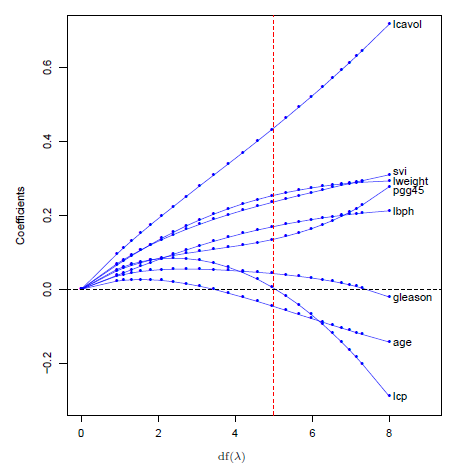 lcavol
svi
lweight
pgg45
lbph
gleason
age
lcp
Coefficients
0.6
0.4
0.2
0.0
−0.2
0 2 4 6 8
df(λ)